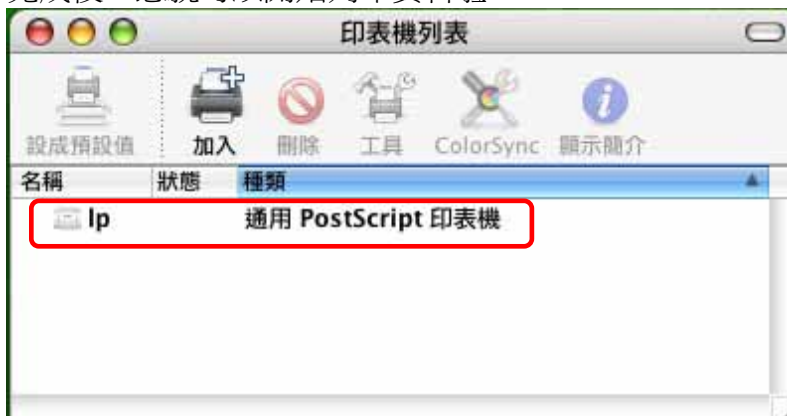 印表機列表
設成預設值 加入 刪除 工具 ColorSync 顯示簡介
名稱 狀態 種類
lp 通用 PostScript 印表機